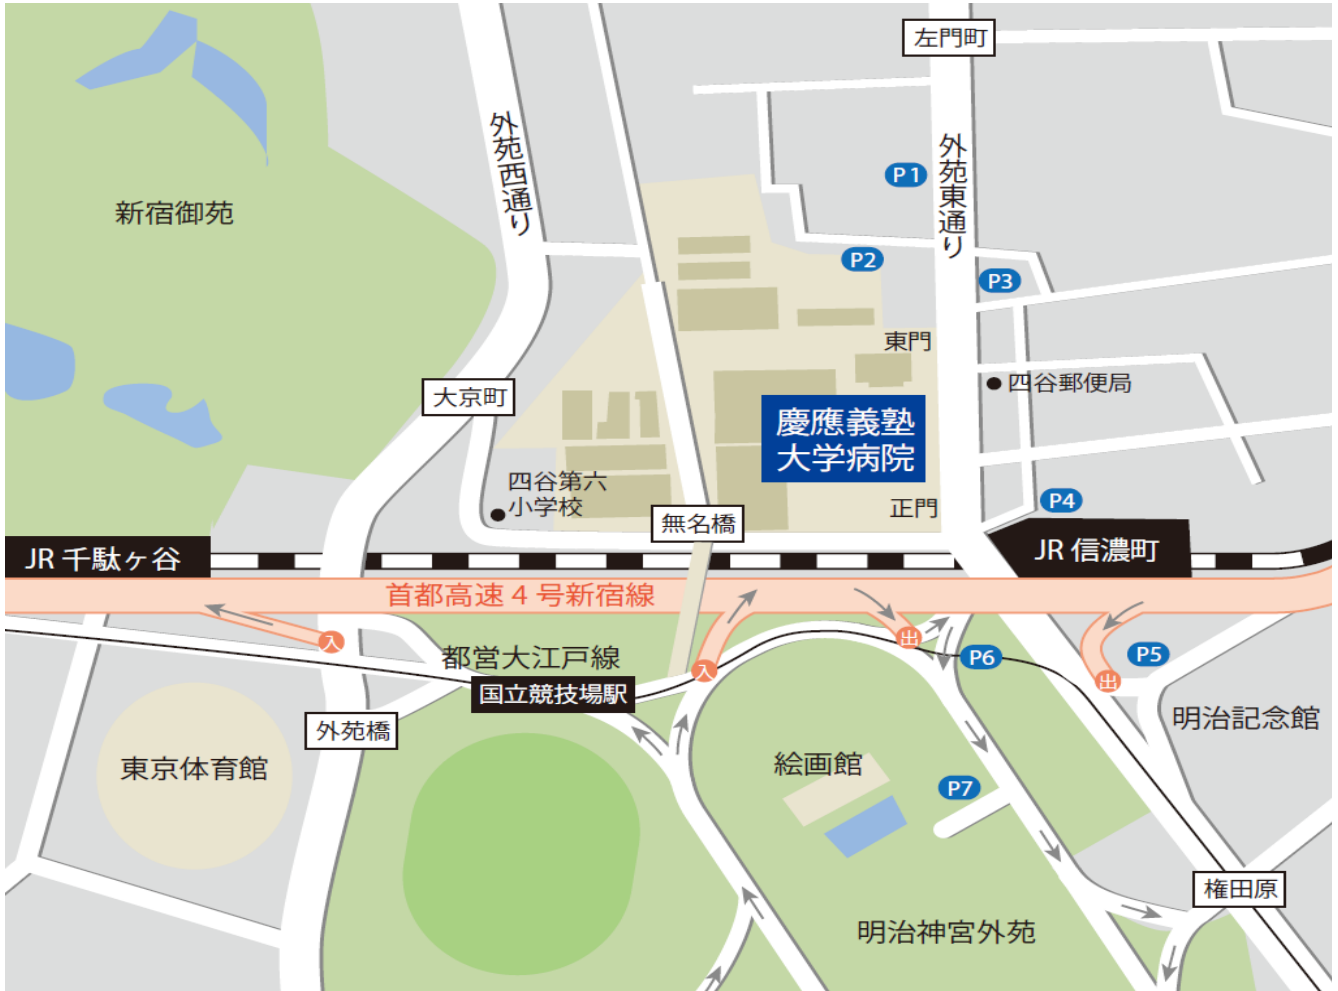 左門町
外苑西通り
外苑東通り
P1
新宿御苑
P2
P3
東門
四谷郵便局
大京町
慶應義塾
大学病院
四谷第六
小学校
正門
P4
無名橋
JR 千駄ヶ谷
JR 信濃町
首都高速 4 号新宿線
入
出
都営大江戸線
入
P6
P5
出
国立競技場駅
明治記念館
外苑橋
東京体育館
絵画館
P7
権田原
明治神宮外苑